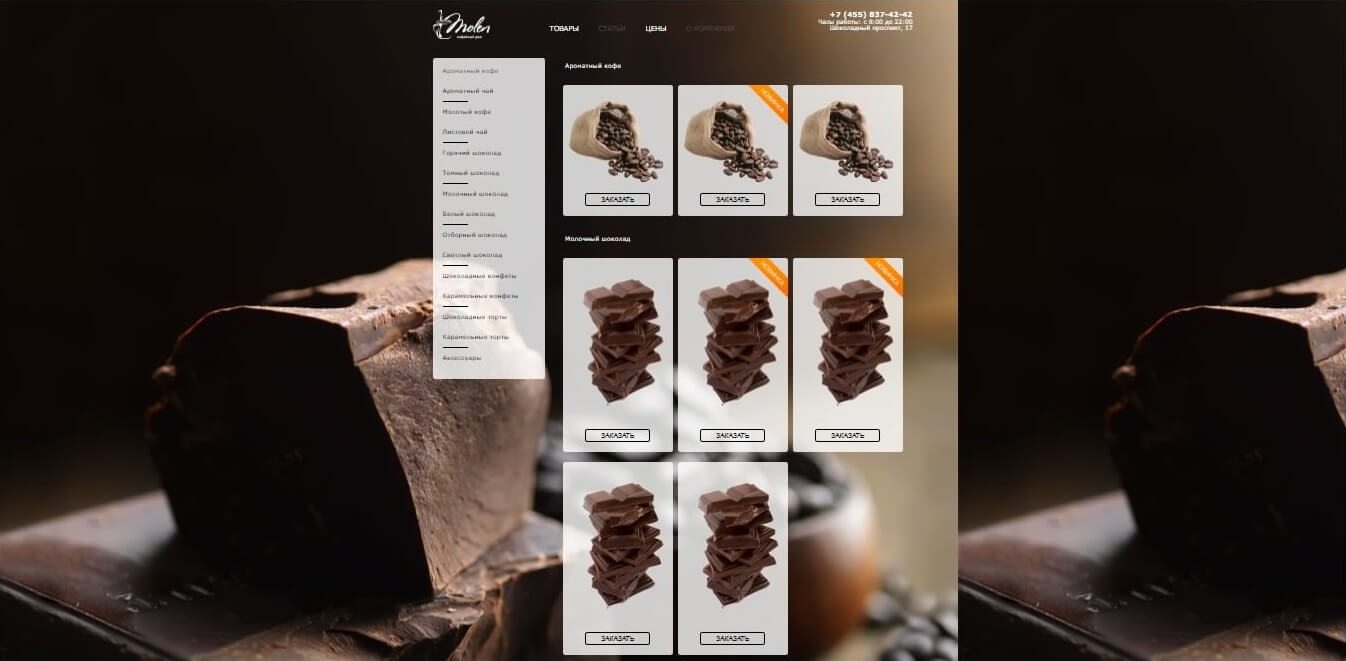 Molen
кофейный дом
ТОВАРЫ СТАТЬИ ЦЕНЫ О КОМПАНИИ
+7 (455) 837-42-42
Часы работы: с 8:00 до 22:00
Шоколадный проспект, 17
Ароматный кофе
Ароматный чай
Молотый кофе
Листовой чай
Горячий шоколад
Темный шоколад
Молочный шоколад
Белый шоколад
Отборный шоколад
Светлый шоколад
Шоколадные конфеты
Карамельные конфеты
Шоколадные торты
Карамельные торты
Аксессуары
Ароматный кофе
НОВИНКА
ЗАКАЗАТЬ ЗАКАЗАТЬ ЗАКАЗАТЬ
Молочный шоколад
НОВИНКА НОВИНКА
ЗАКАЗАТЬ ЗАКАЗАТЬ ЗАКАЗАТЬ
ЗАКАЗАТЬ ЗАКАЗАТЬ